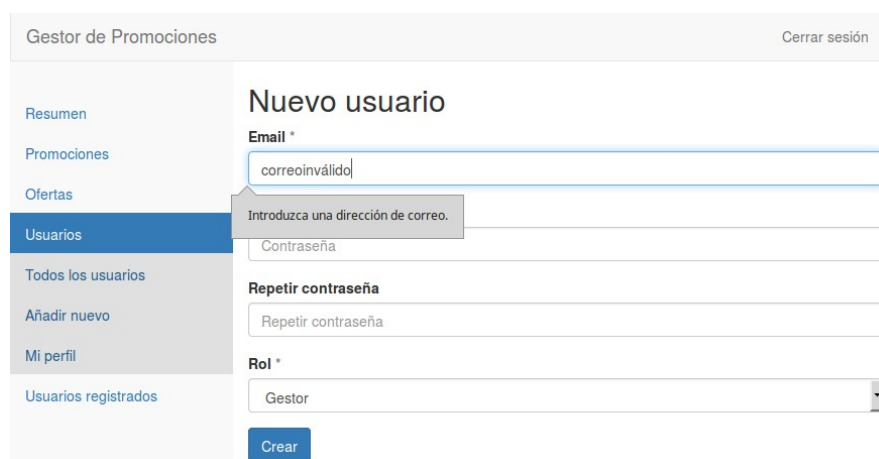 Gestor de Promociones
Cerrar sesión
Resumen
Promociones
Ofertas
Usuarios
Todos los usuarios
Añadir nuevo
Mi perfil
Usuarios registrados
Nuevo usuario
Email *
correoinválido
Introduzca una dirección de correo.
Contraseña
Repetir contraseña
Repetir contraseña
Rol *
Gestor
Crear